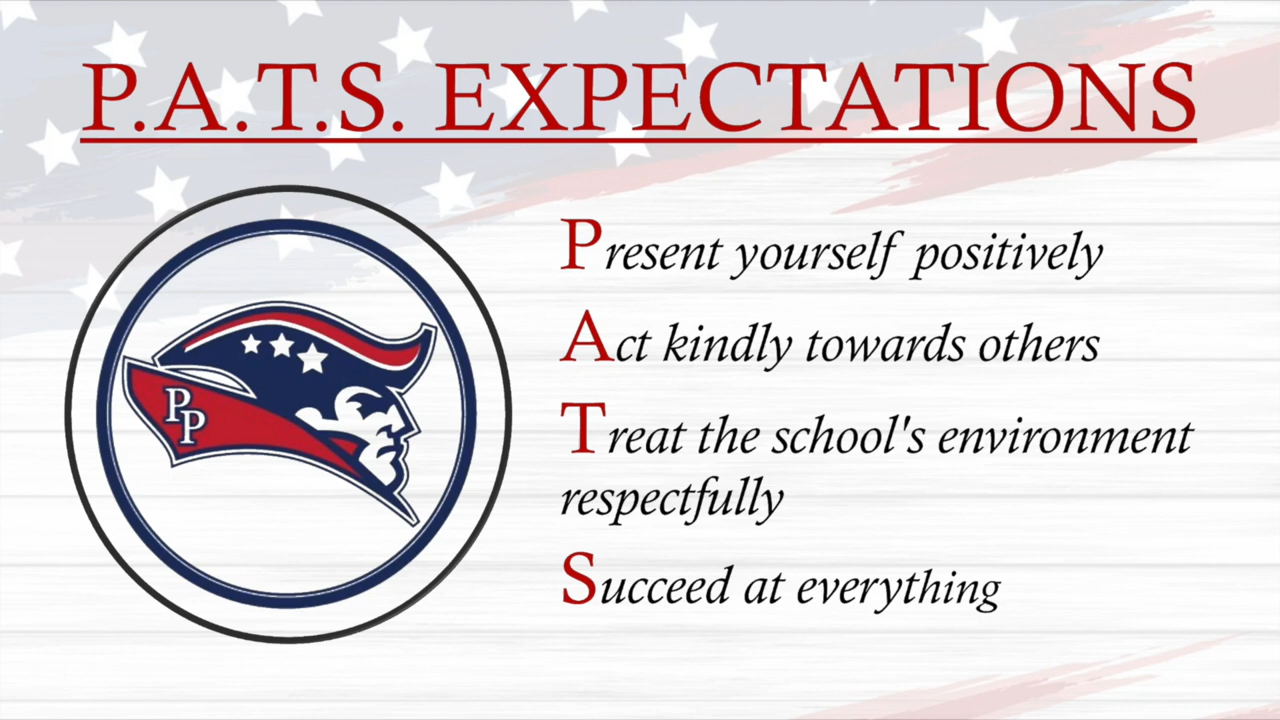 P.A.T.S. EXPECTATIONS
Present yourself positively
Act kindly towards others
Treat the school's environment
respectfully
Succeed at everything
PP